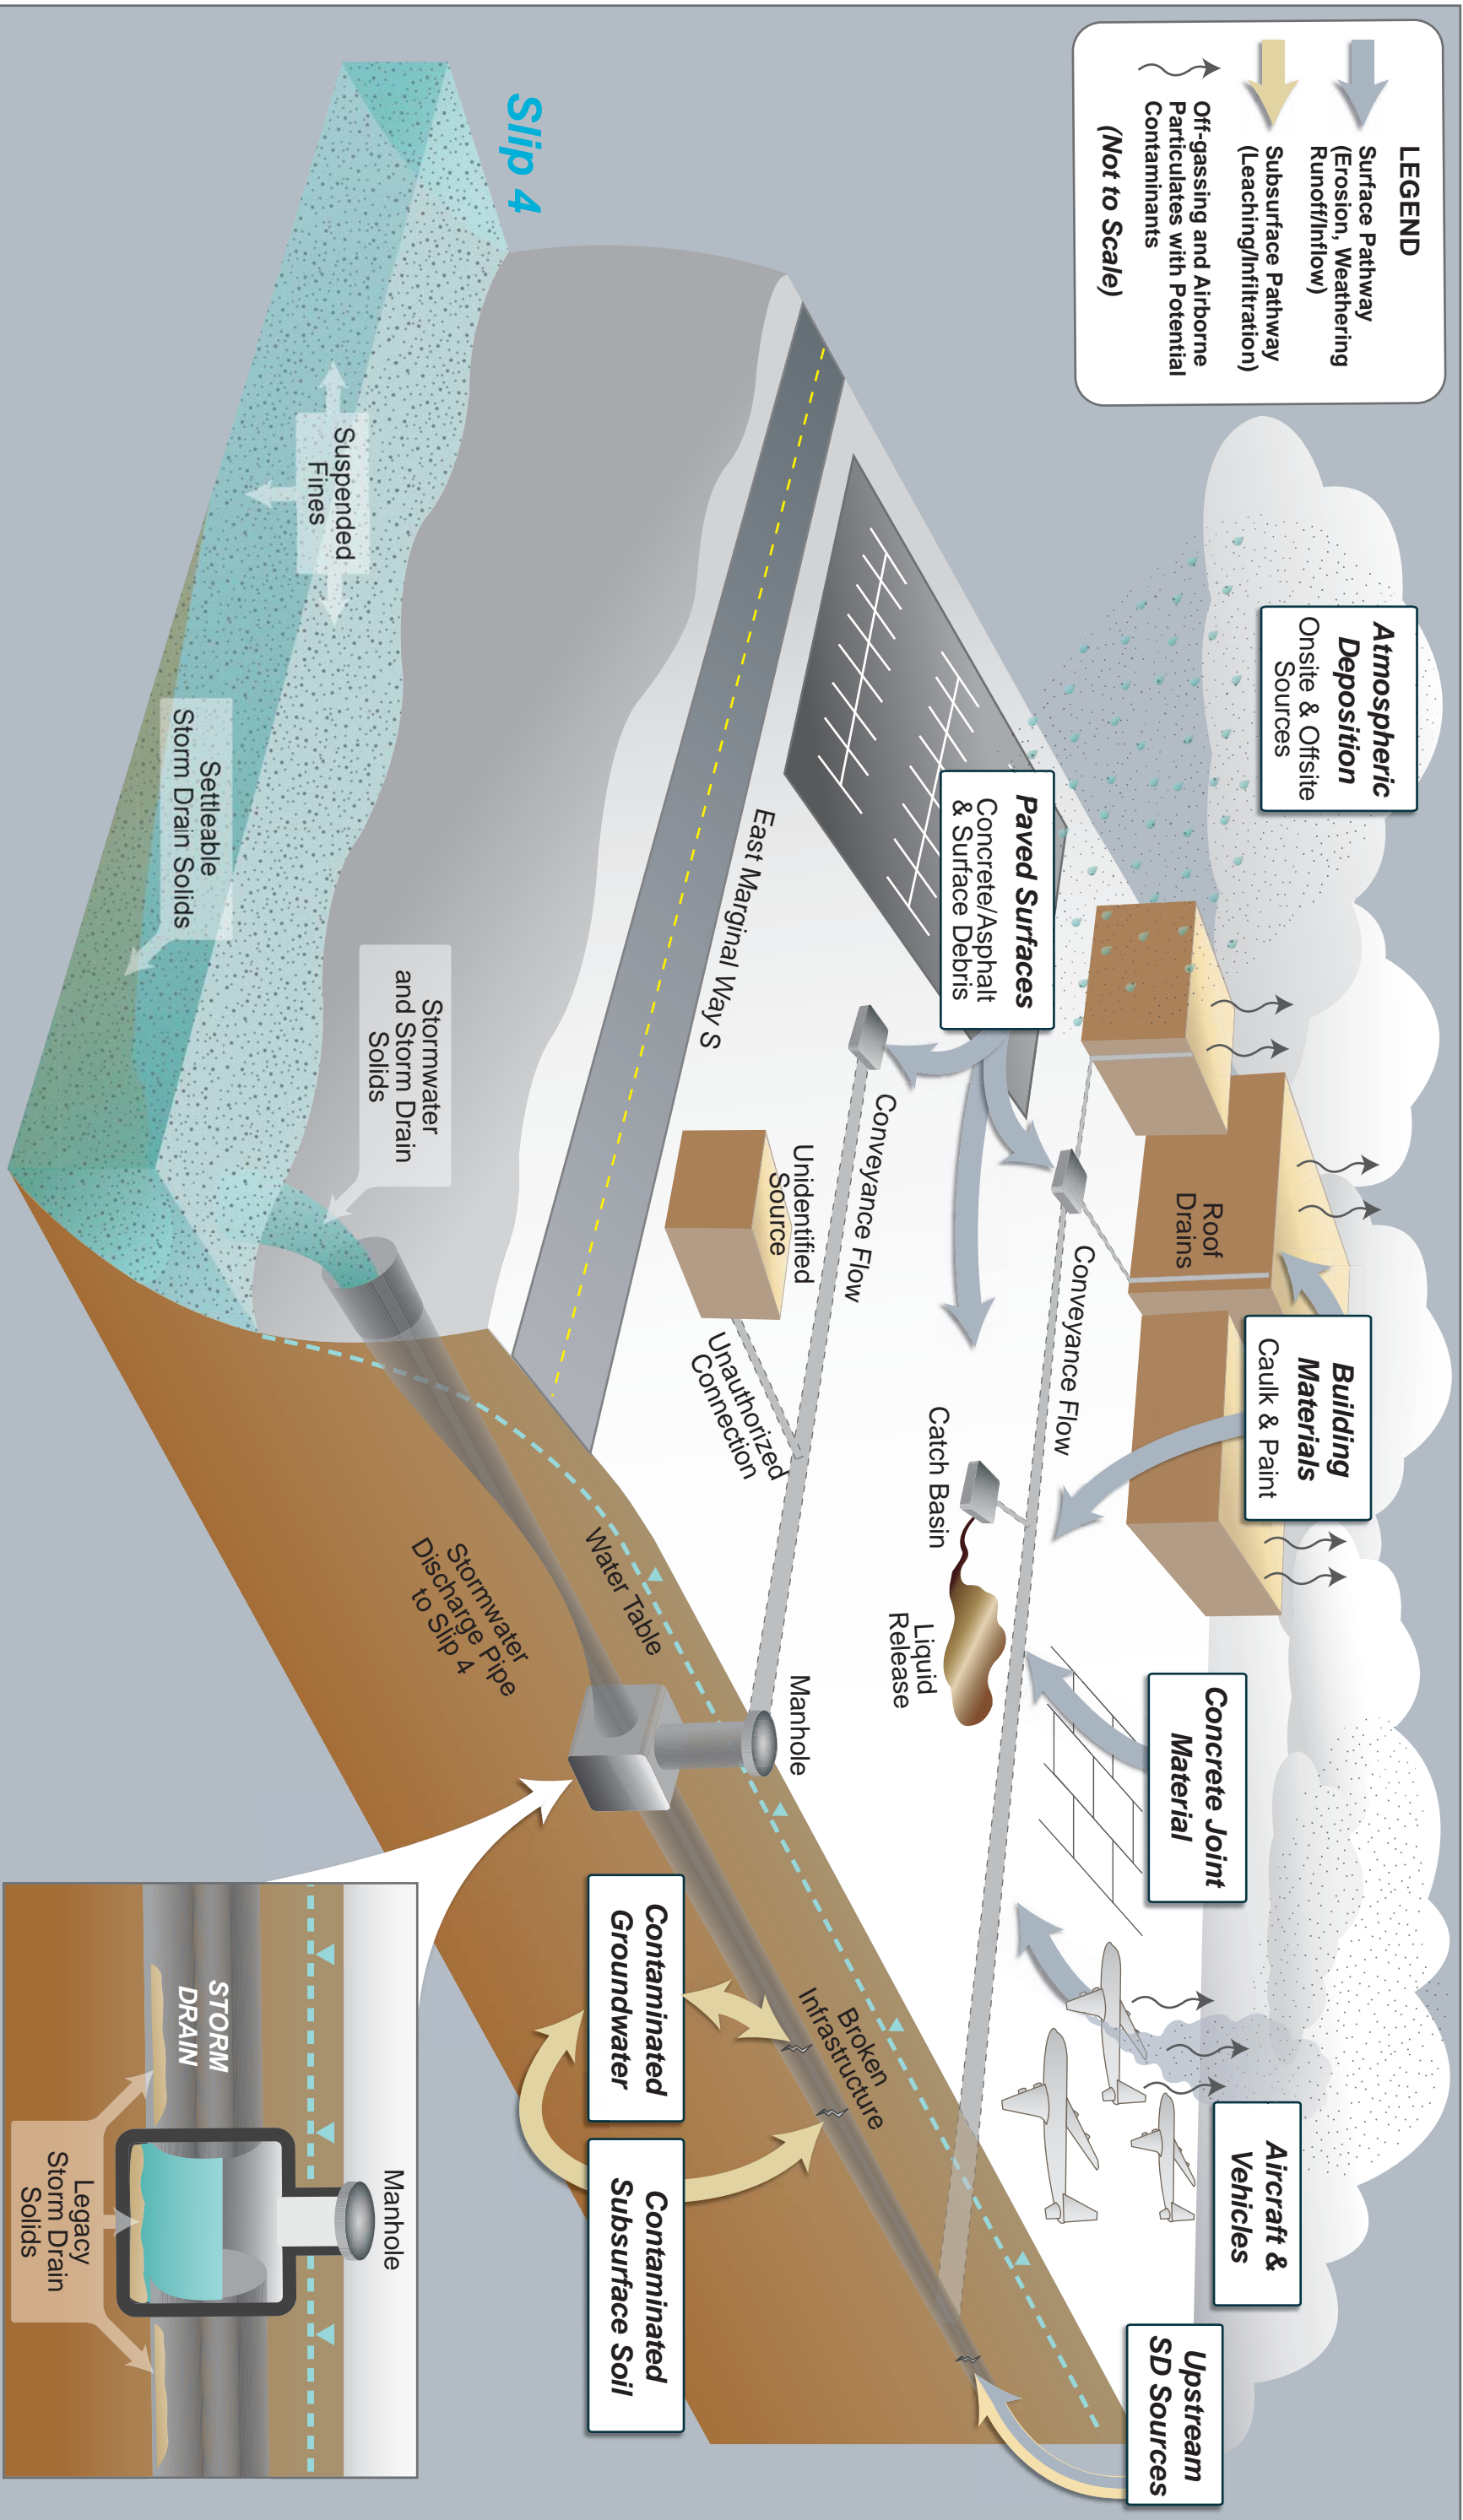 LEGEND
Surface Pathway
(Erosion, Weathering
Runoff/Inflow)
Subsurface Pathway
(Leaching/Infiltration)
Off-gassing and Airborne
Particulates with Potential
Contaminants
(Not to Scale)
Atmospheric
Deposition
Onsite & Offsite
Sources
Building
Materials
Caulk & Paint
Concrete Joint
Material
Aircraft &
Vehicles
Upstream
SD Sources
Roof
Drains
Paved Surfaces
Concrete/Asphalt
& Surface Debris
Conveyance Flow
Catch Basin
Liquid
Release
Conveyance Flow
Unidentified
Source
Unauthorized
Connection
Manhole
East Marginal Way S
Broken
Infrastructure
Water Table
Stormwater
Discharge Pipe
to Slip 4
Contaminated
Groundwater
Contaminated
Subsurface Soil
Slip 4
Suspended
Fines
Stormwater
and Storm Drain
Solids
Settleable
Storm Drain Solids
Manhole
STORM
DRAIN
Legacy
Storm Drain
Solids